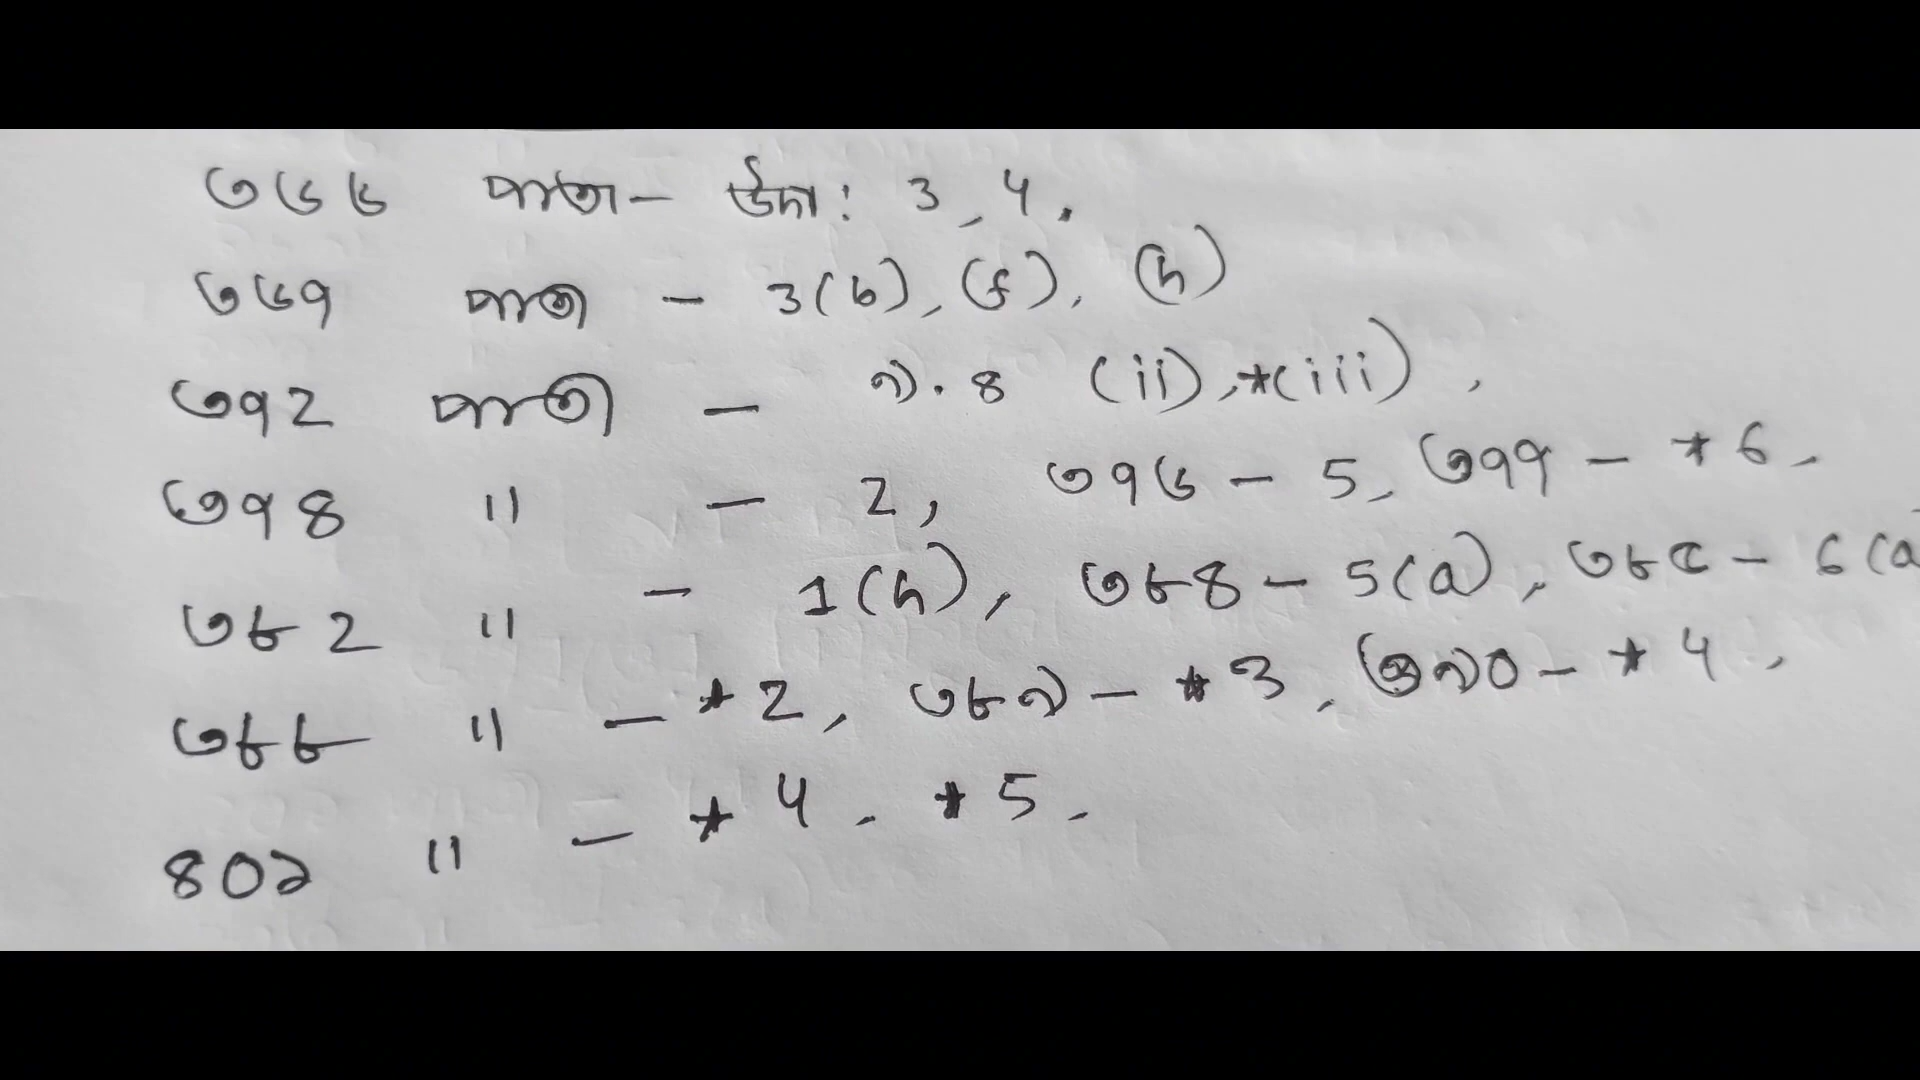 ৩৬৬ পাতা - উদা: 3, 4.
৩৬৭ পাতা - 3(b), (f), (h)
৩৭২ পাতা - ৯.৪ (ii), *(iii),
৩৭৪ " - 2, ৩৭৬ - 5, ৩৭৭ - *6,
৩৮২ " - 1(h), ৩৮৪ - 5(a), ৩৮৫ - 6(a
৩৮৮ " - *2, ৩৮৯ - *3, ৩৯০ - *4,
৪০১ " - *4, *5,